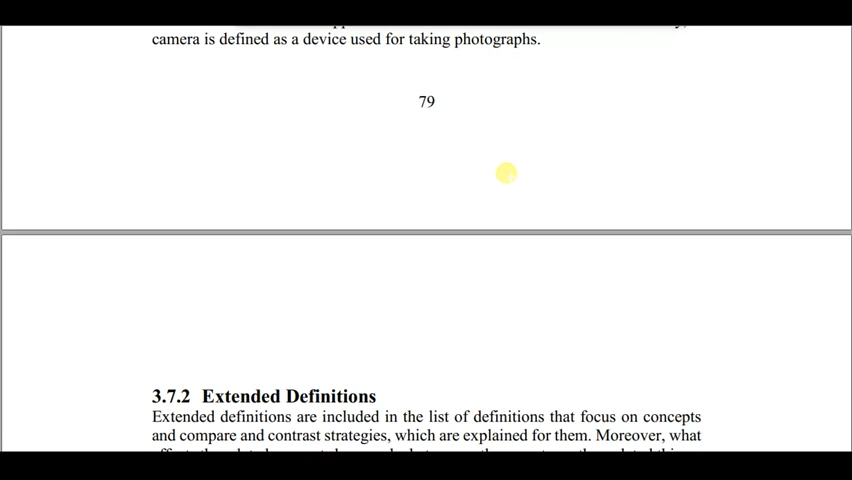 camera is defined as a device used for taking photographs.
79
3.7.2 Extended Definitions
Extended definitions are included in the list of definitions that focus on concepts
and compare and contrast strategies, which are explained for them. Moreover, what